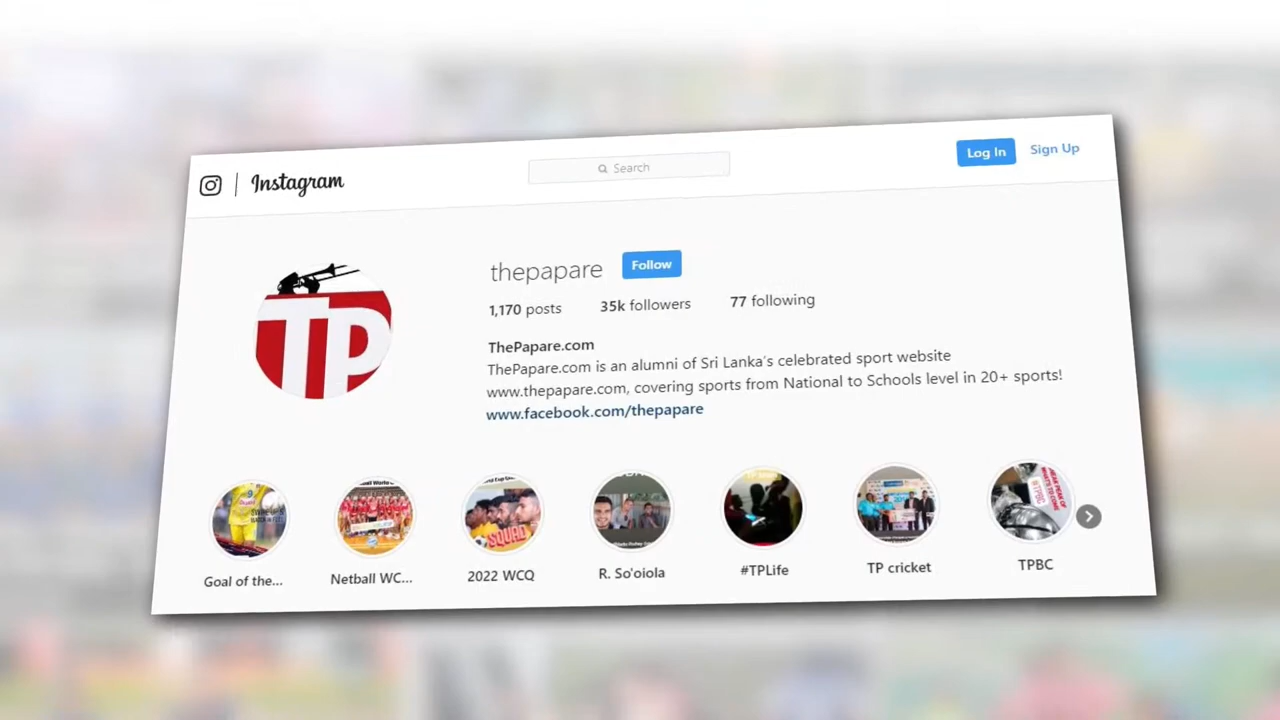 Instagram
Search
Log In
Sign Up
TP
thepapare
Follow
1,170 posts
35k followers
77 following
ThePapare.com
ThePapare.com is an alumni of Sri Lanka's celebrated sport website
www.thepapare.com, covering sports from National to Schools level in 20+ sports!
www.facebook.com/thepapare
SQUAD
#TPBC
Goal of the...
Netball WC...
2022 WCQ
R. So'oiola
#TPLife
TP cricket
TPBC